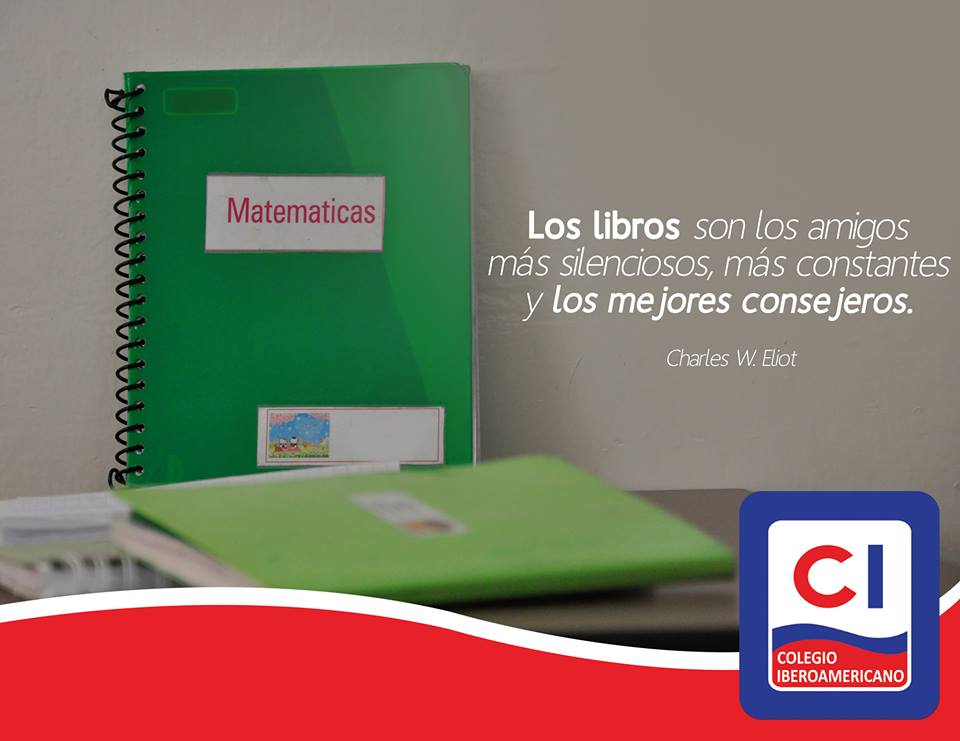 Matematicas
Los libros son los amigos
más silenciosos, más constantes
y los mejores consejeros.
Charles W. Eliot
CI
COLEGIO
IBEROAMERICANO